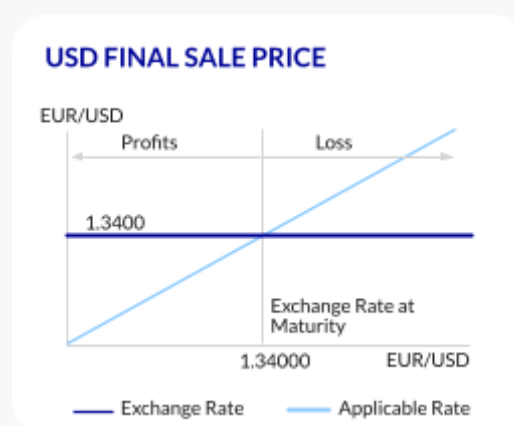 USD FINAL SALE PRICE
EUR/USD
Profits Loss
1.3400
Exchange Rate at
Maturity
1.34000 EUR/USD
Exchange Rate Applicable Rate